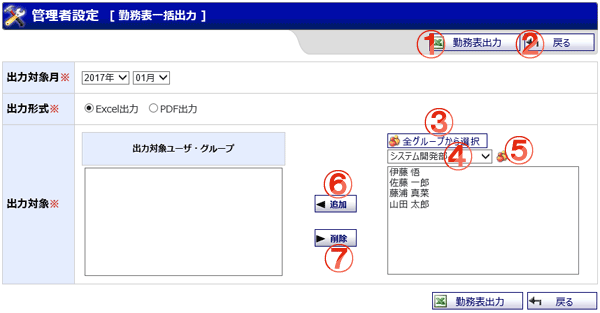 管理者設定 [ 勤務表一括出力 ]
① 勤務表出力 ② 戻る
出力対象月※ 2017年 01月
出力形式※ Excel出力 PDF出力
③
全グループから選択
出力対象ユーザ・グループ
システム開発部 ④ ⑤
伊藤 悟
佐藤 一郎
藤浦 真菜
山田 太郎
⑥
出力対象※
追加
削除
⑦
勤務表出力 戻る